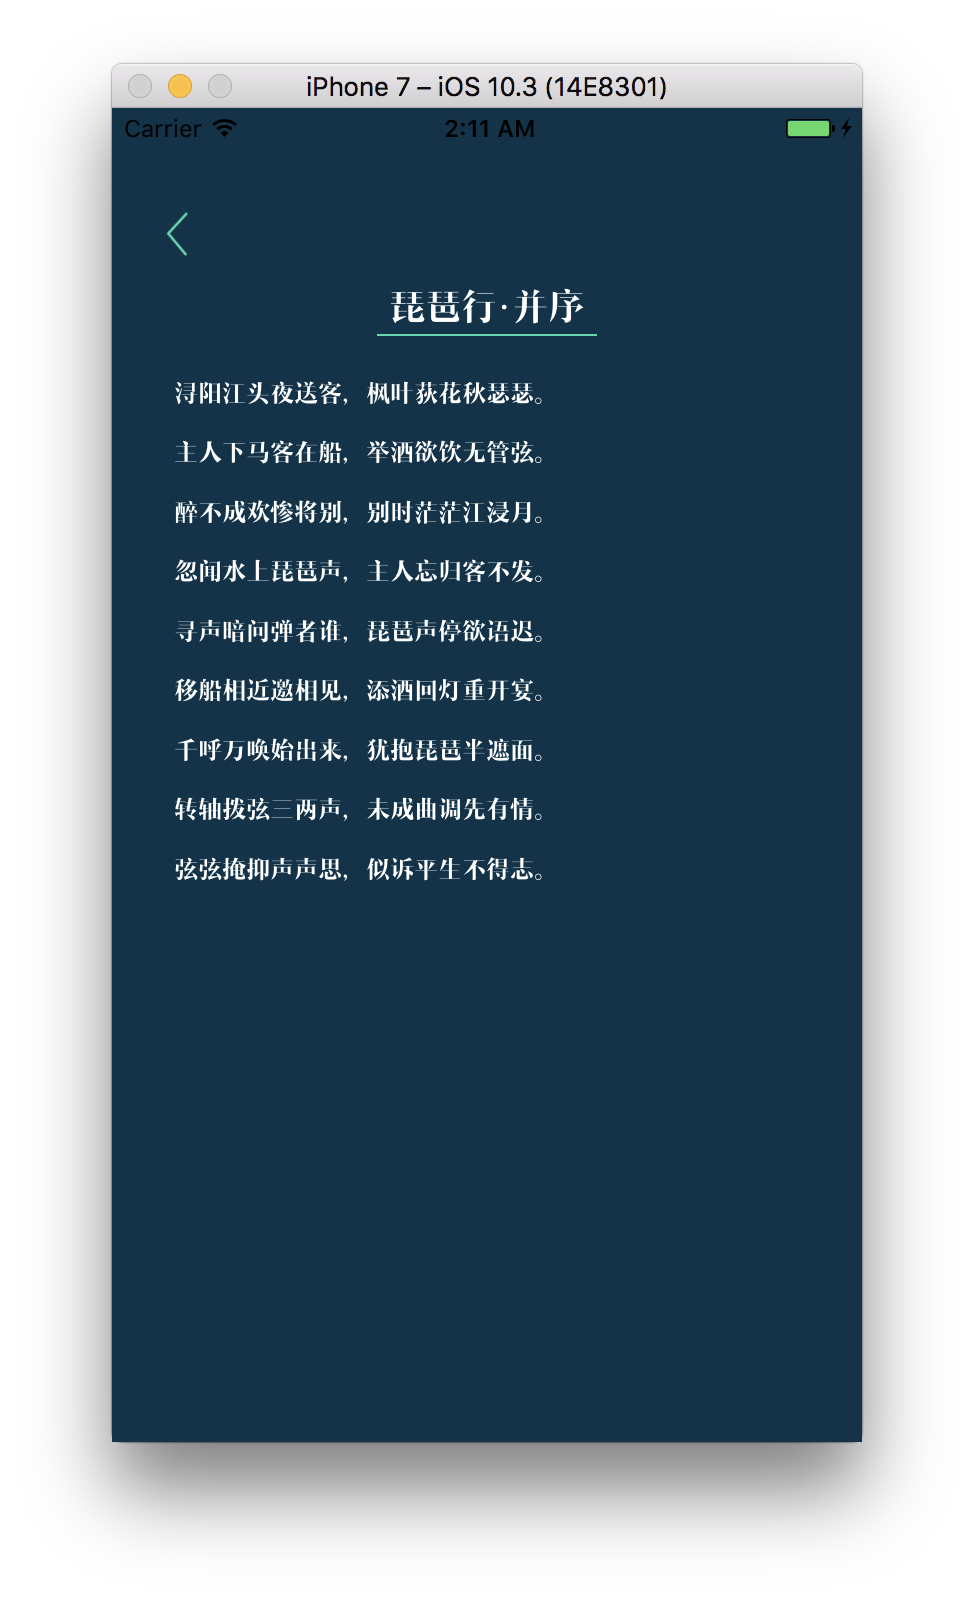 iPhone 7 – iOS 10.3 (14E8301)
Carrier 2:11 AM
琵琶行·并序
浔阳江头夜送客，枫叶荻花秋瑟瑟。
主人下马客在船，举酒欲饮无管弦。
醉不成欢惨将别，别时茫茫江浸月。
忽闻水上琵琶声，主人忘归客不发。
寻声暗问弹者谁，琵琶声停欲语迟。
移船相近邀相见，添酒回灯重开宴。
千呼万唤始出来，犹抱琵琶半遮面。
转轴拨弦三两声，未成曲调先有情。
弦弦掩抑声声思，似诉平生不得志。